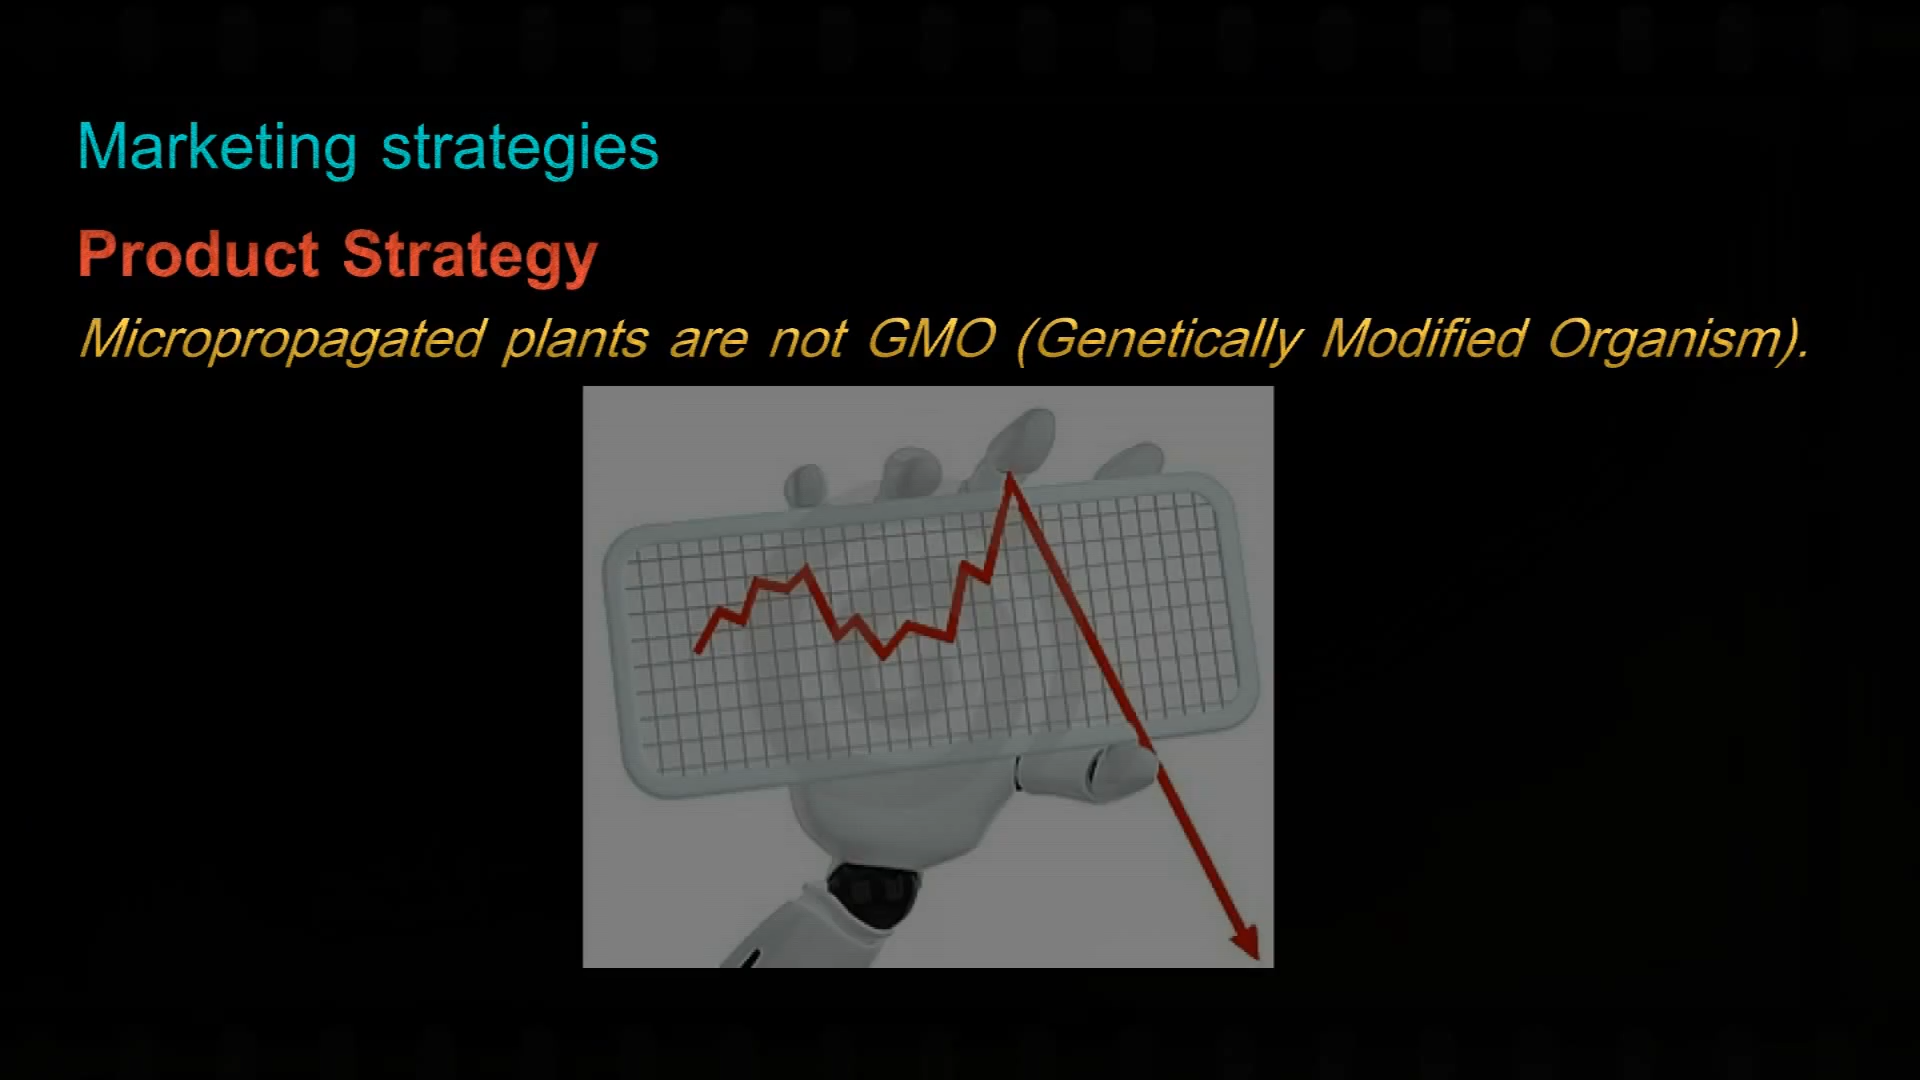 Marketing strategies
Product Strategy
Micropropagated plants are not GMO (Genetically Modified Organism).